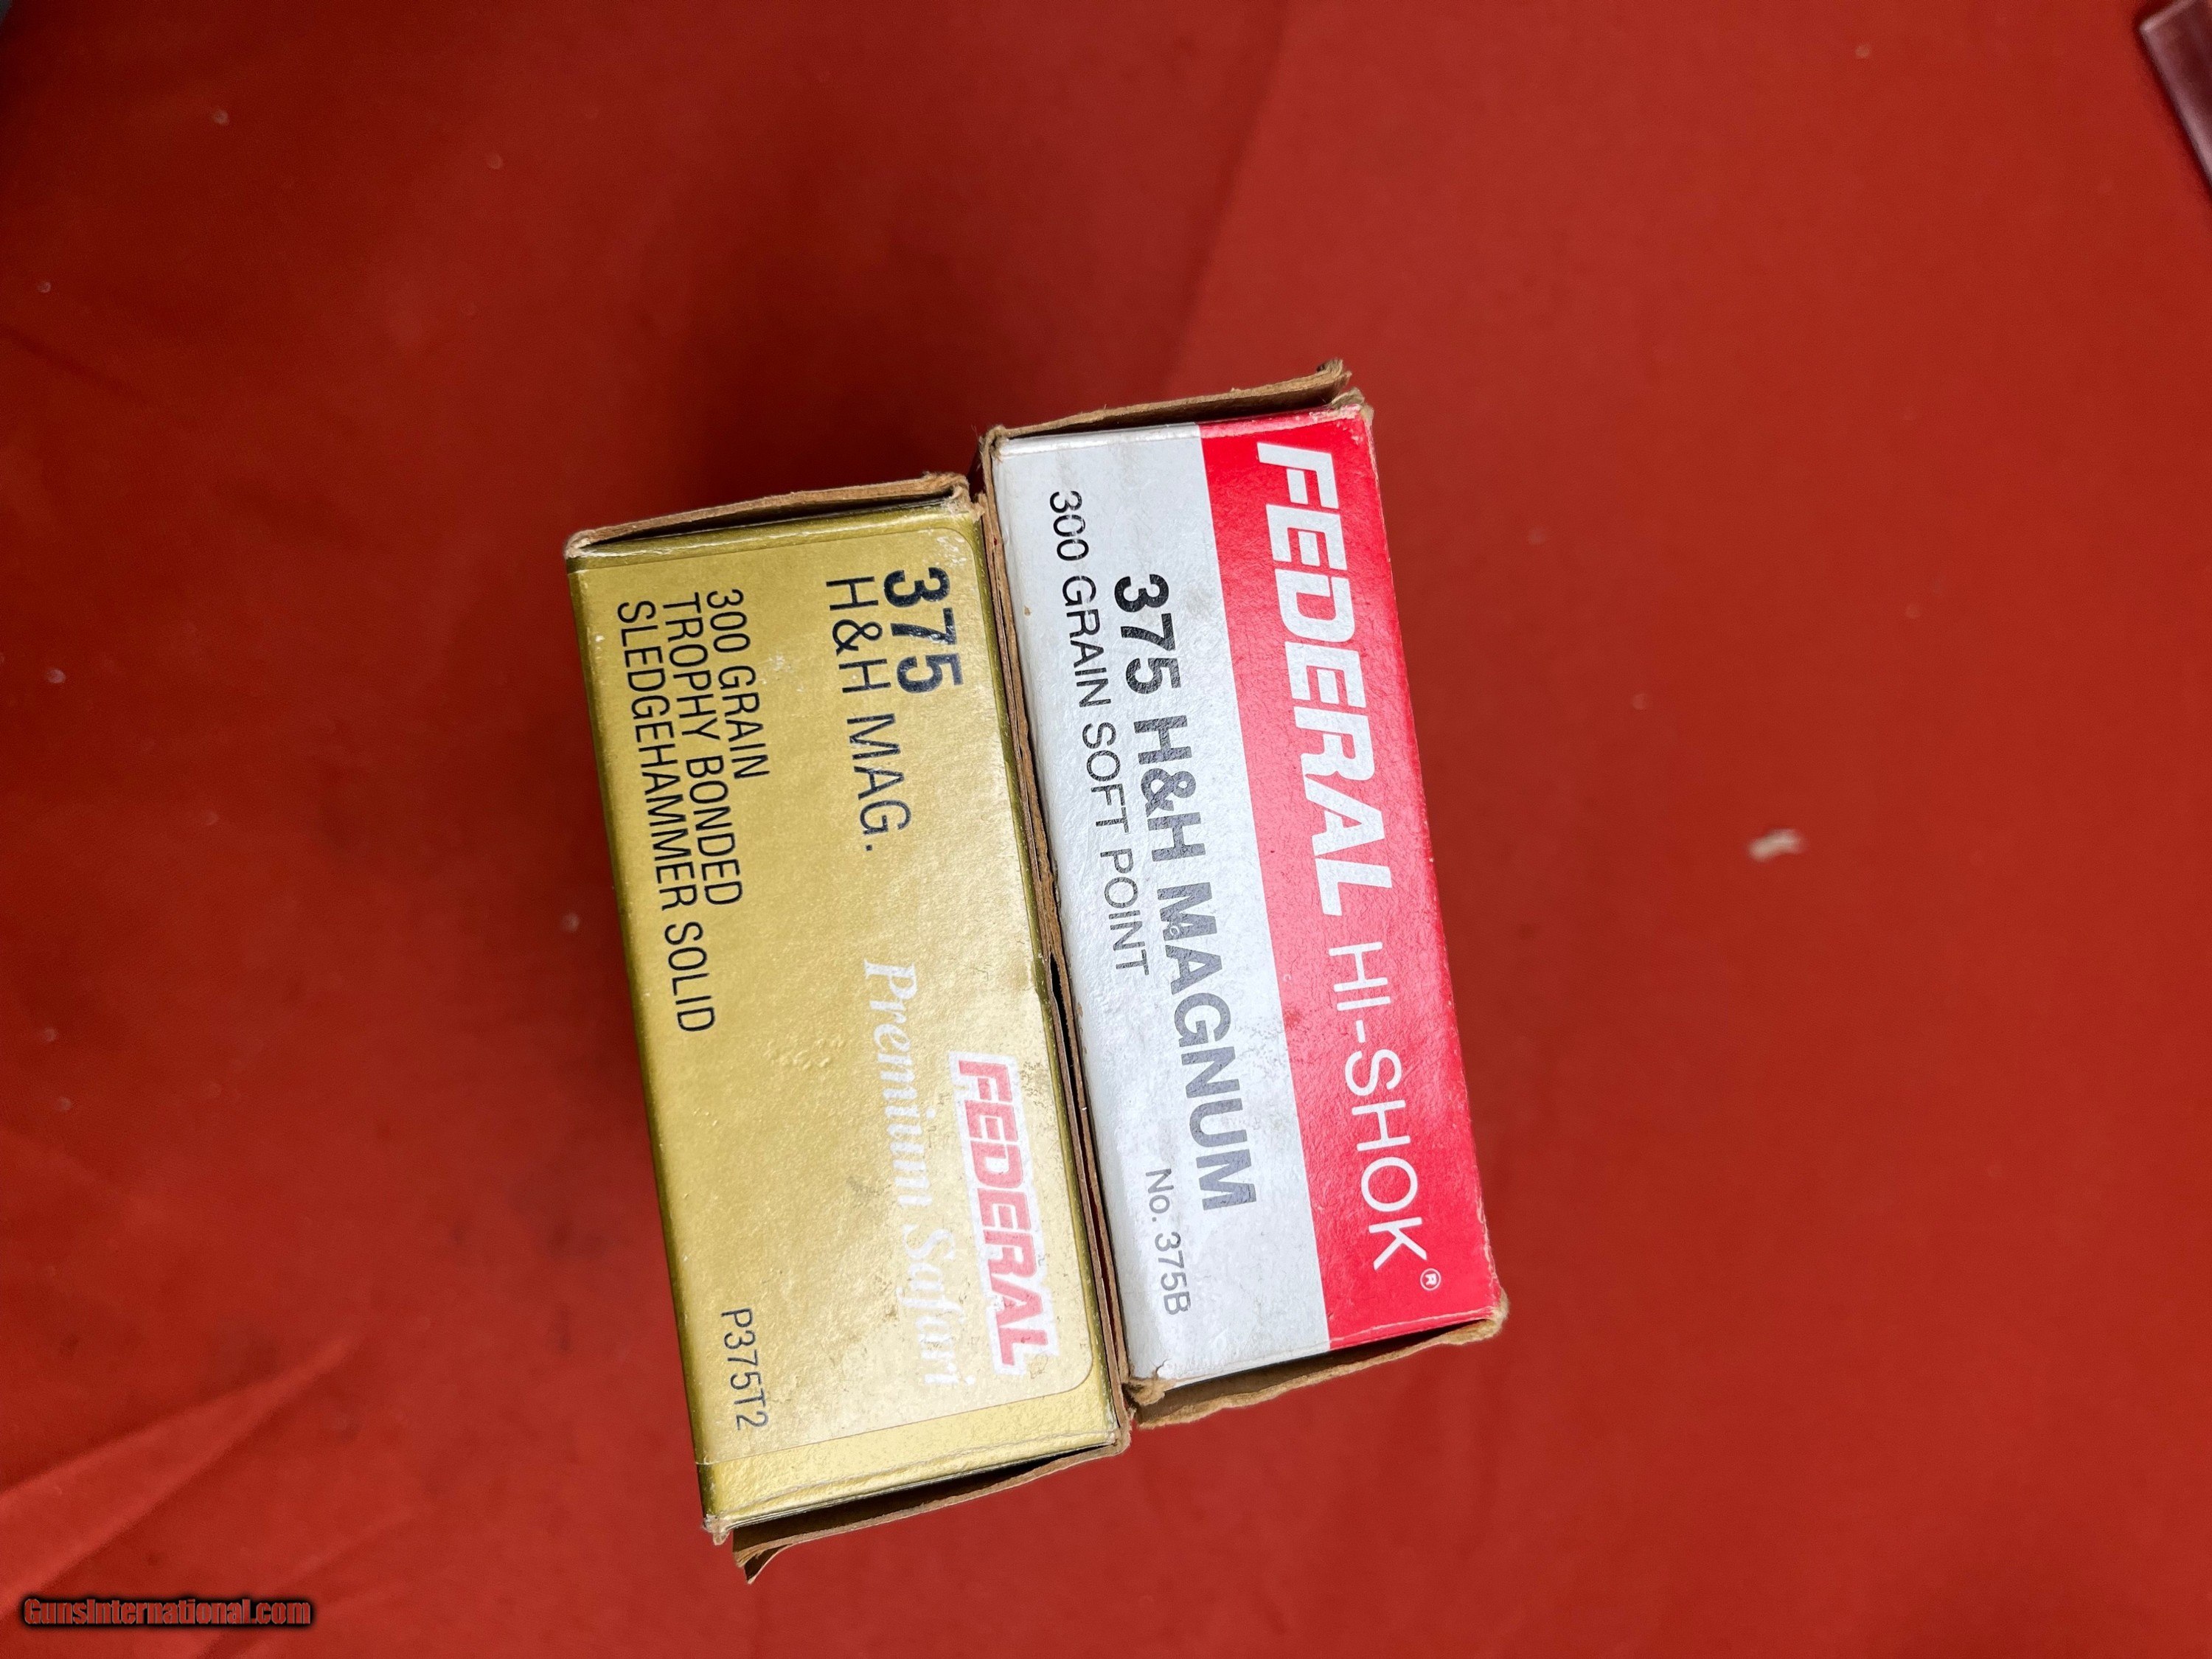 FEDERAL HI-SHOK®
375 H&H MAGNUM
300 GRAIN SOFT POINT
No. 375B
FEDERAL
Premium Safari
375
H&H MAG.
300 GRAIN
TROPHY BONDED
SLEDGEHAMMER SOLID
P375T2
GunsInternational.com